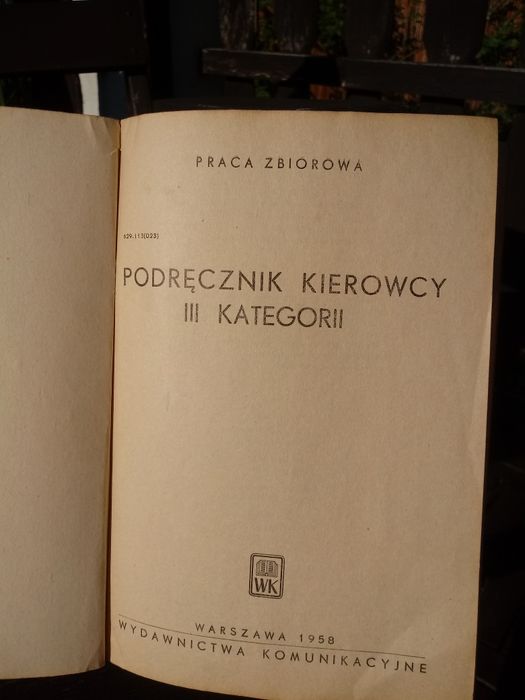 PRACA ZBIOROWA
629.113(023)
PODRĘCZNIK KIEROWCY
III KATEGORII
WK
WARSZAWA 1958
WYDAWNICTWA KOMUNIKACYJNE